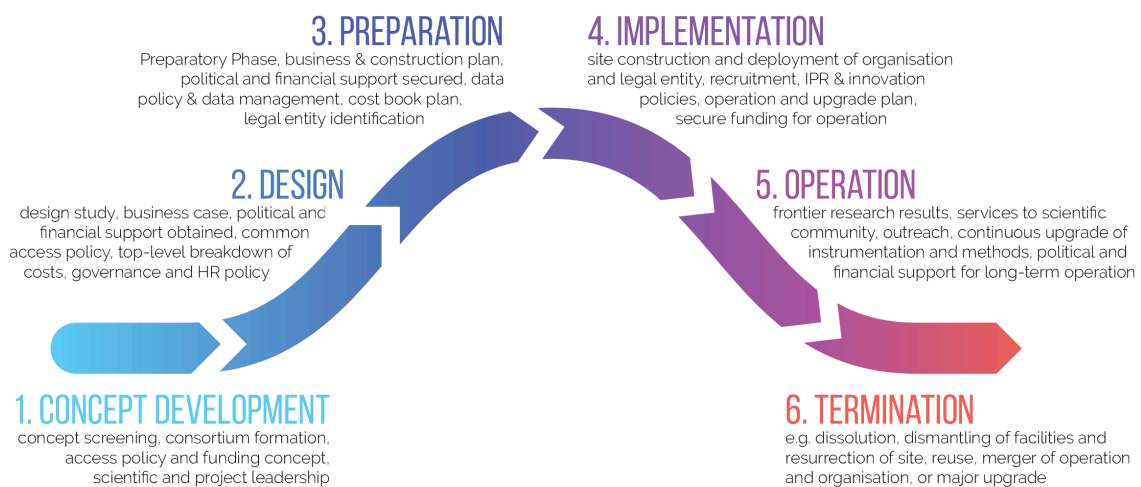 1. CONCEPT DEVELOPMENT
concept screening, consortium formation,
access policy and funding concept,
scientific and project leadership
2. DESIGN
design study, business case, political and
financial support obtained, common
access policy, top-level breakdown of
costs, governance and HR policy
3. PREPARATION
Preparatory Phase, business & construction plan,
political and financial support secured, data
policy & data management, cost book plan,
legal entity identification
4. IMPLEMENTATION
site construction and deployment of organisation
and legal entity, recruitment, IPR & innovation
policies, operation and upgrade plan,
secure funding for operation
5. OPERATION
frontier research results, services to scientific
community, outreach, continuous upgrade of
instrumentation and methods, political and
financial support for long-term operation
6. TERMINATION
e.g. dissolution, dismantling of facilities and
resurrection of site, reuse, merger of operation
and organisation, or major upgrade